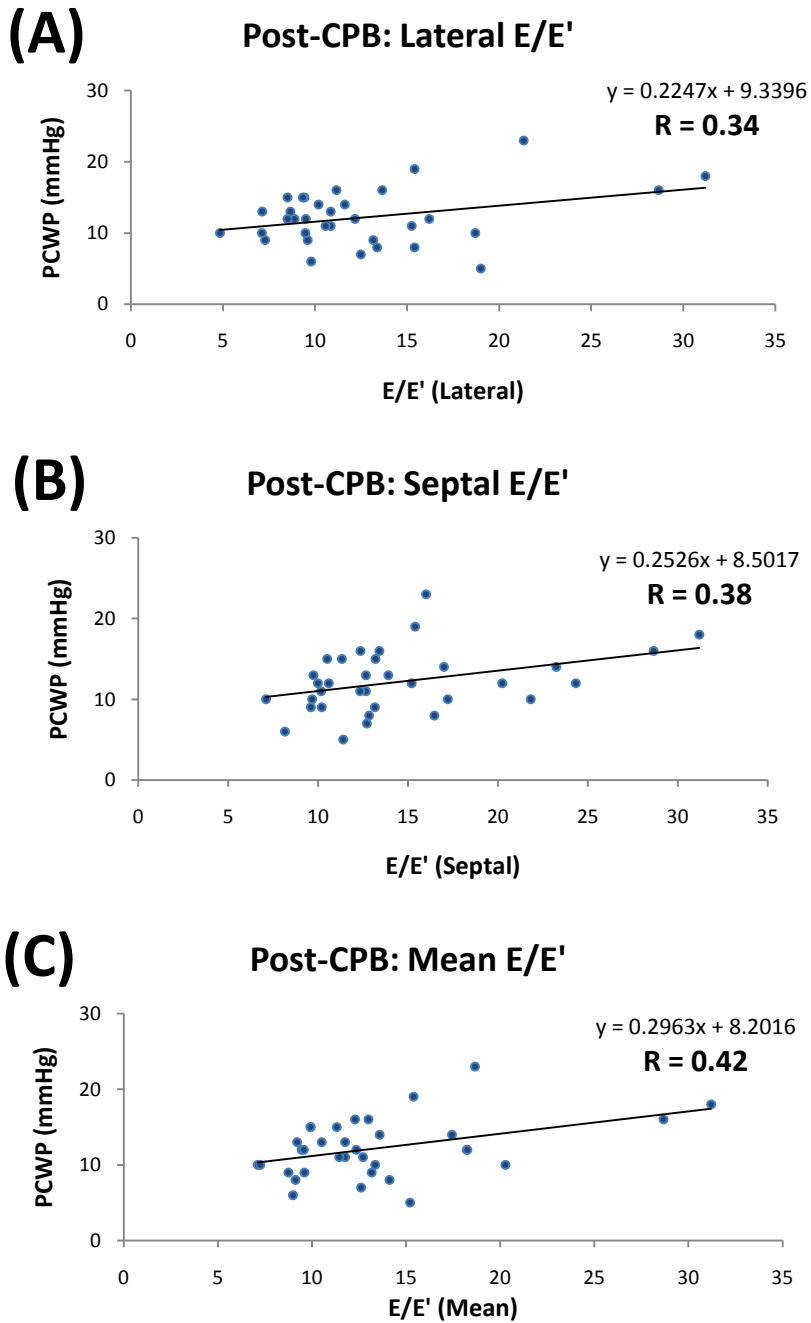 (A)
Post-CPB: Lateral E/E'
y = 0.2247x + 9.3396
R = 0.34
PCWP (mmHg)
30
20
10
0
0 5 10 15 20 25 30 35
E/E' (Lateral)
(B)
Post-CPB: Septal E/E'
y = 0.2526x + 8.5017
R = 0.38
PCWP (mmHg)
30
20
10
0
0 5 10 15 20 25 30 35
E/E' (Septal)
(C)
Post-CPB: Mean E/E'
y = 0.2963x + 8.2016
R = 0.42
PCWP (mmHg)
30
20
10
0
0 5 10 15 20 25 30 35
E/E' (Mean)